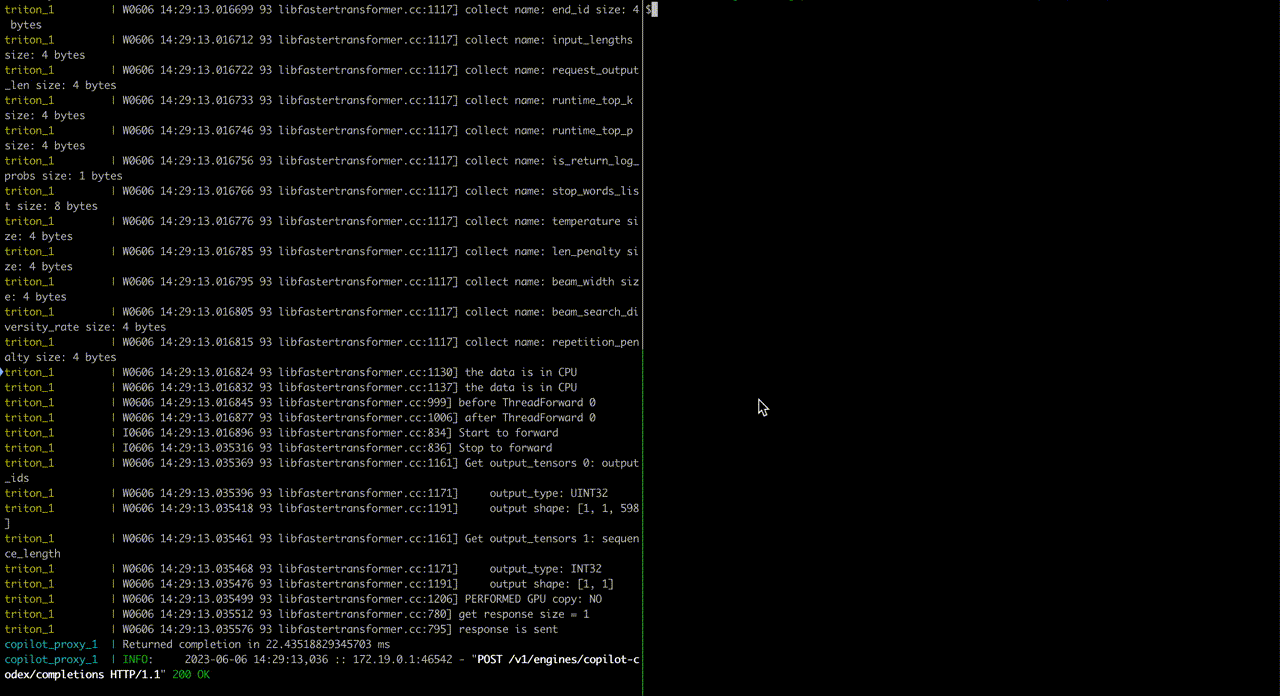 triton_1         | W0606 14:29:13.016699 93 libfastertransformer.cc:1117] collect name: end_id size: 4
 bytes
triton_1         | W0606 14:29:13.016712 93 libfastertransformer.cc:1117] collect name: input_lengths
size: 4 bytes
triton_1         | W0606 14:29:13.016722 93 libfastertransformer.cc:1117] collect name: request_output
_len size: 4 bytes
triton_1         | W0606 14:29:13.016733 93 libfastertransformer.cc:1117] collect name: runtime_top_k
size: 4 bytes
triton_1         | W0606 14:29:13.016746 93 libfastertransformer.cc:1117] collect name: runtime_top_p
size: 4 bytes
triton_1         | W0606 14:29:13.016756 93 libfastertransformer.cc:1117] collect name: is_return_log_
probs size: 1 bytes
triton_1         | W0606 14:29:13.016766 93 libfastertransformer.cc:1117] collect name: stop_words_lis
t size: 8 bytes
triton_1         | W0606 14:29:13.016776 93 libfastertransformer.cc:1117] collect name: temperature si
ze: 4 bytes
triton_1         | W0606 14:29:13.016785 93 libfastertransformer.cc:1117] collect name: len_penalty si
ze: 4 bytes
triton_1         | W0606 14:29:13.016795 93 libfastertransformer.cc:1117] collect name: beam_width siz
e: 4 bytes
triton_1         | W0606 14:29:13.016805 93 libfastertransformer.cc:1117] collect name: beam_search_di
versity_rate size: 4 bytes
triton_1         | W0606 14:29:13.016815 93 libfastertransformer.cc:1117] collect name: repetition_pen
alty size: 4 bytes
triton_1         | W0606 14:29:13.016824 93 libfastertransformer.cc:1130] the data is in CPU
triton_1         | W0606 14:29:13.016832 93 libfastertransformer.cc:1137] the data is in CPU
triton_1         | W0606 14:29:13.016845 93 libfastertransformer.cc:999] before ThreadForward 0
triton_1         | W0606 14:29:13.016877 93 libfastertransformer.cc:1006] after ThreadForward 0
triton_1         | I0606 14:29:13.016896 93 libfastertransformer.cc:834] Start to forward
triton_1         | I0606 14:29:13.035316 93 libfastertransformer.cc:836] Stop to forward
triton_1         | W0606 14:29:13.035369 93 libfastertransformer.cc:1161] Get output_tensors 0: output
_ids
triton_1         | W0606 14:29:13.035396 93 libfastertransformer.cc:1171]     output_type: UINT32
triton_1         | W0606 14:29:13.035418 93 libfastertransformer.cc:1191]     output shape: [1, 1, 598
]
triton_1         | W0606 14:29:13.035461 93 libfastertransformer.cc:1161] Get output_tensors 1: sequen
ce_length
triton_1         | W0606 14:29:13.035468 93 libfastertransformer.cc:1171]     output_type: INT32
triton_1         | W0606 14:29:13.035476 93 libfastertransformer.cc:1191]     output shape: [1, 1]
triton_1         | W0606 14:29:13.035499 93 libfastertransformer.cc:1206] PERFORMED GPU copy: NO
triton_1         | W0606 14:29:13.035512 93 libfastertransformer.cc:780] get response size = 1
triton_1         | W0606 14:29:13.035576 93 libfastertransformer.cc:795] response is sent
copilot_proxy_1  | Returned completion in 22.43518829345703 ms
copilot_proxy_1  | INFO:     2023-06-06 14:29:13,036 :: 172.19.0.1:46542 - "POST /v1/engines/copilot-c
odex/completions HTTP/1.1" 200 OK
$